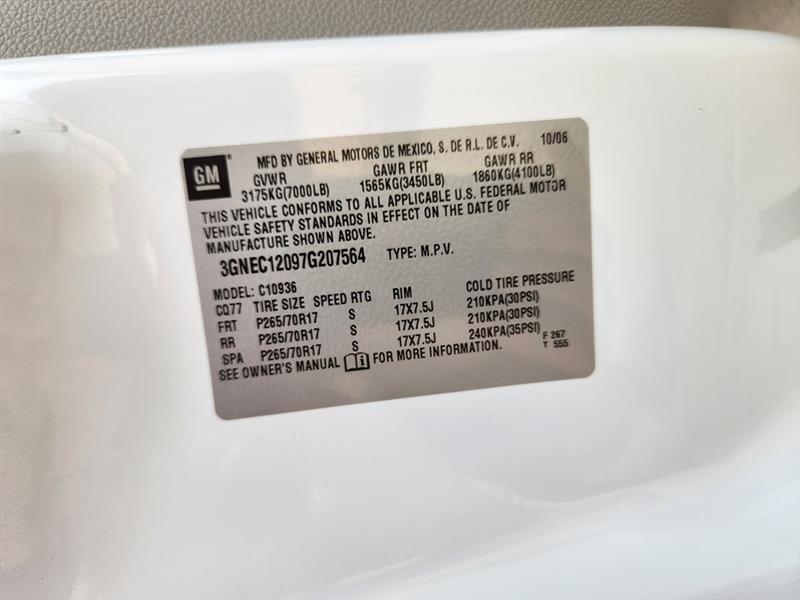 GM
MFD BY GENERAL MOTORS DE MEXICO, S. DE R.L. DE C.V. 10/06
GVWR GAWR FRT GAWR RR
3175KG(7000LB) 1565KG(3450LB) 1860KG(4100LB)
THIS VEHICLE CONFORMS TO ALL APPLICABLE U.S. FEDERAL MOTOR
VEHICLE SAFETY STANDARDS IN EFFECT ON THE DATE OF
MANUFACTURE SHOWN ABOVE.
3GNEC12097G207564 TYPE: M.P.V.
MODEL: C10936
CQ77 TIRE SIZE SPEED RTG RIM COLD TIRE PRESSURE
FRT P265/70R17 S 17X7.5J 210KPA(30PSI)
RR P265/70R17 S 17X7.5J 210KPA(30PSI)
SPA P265/70R17 S 17X7.5J 240KPA(35PSI)
SEE OWNER'S MANUAL FOR MORE INFORMATION.
F 267
T 555